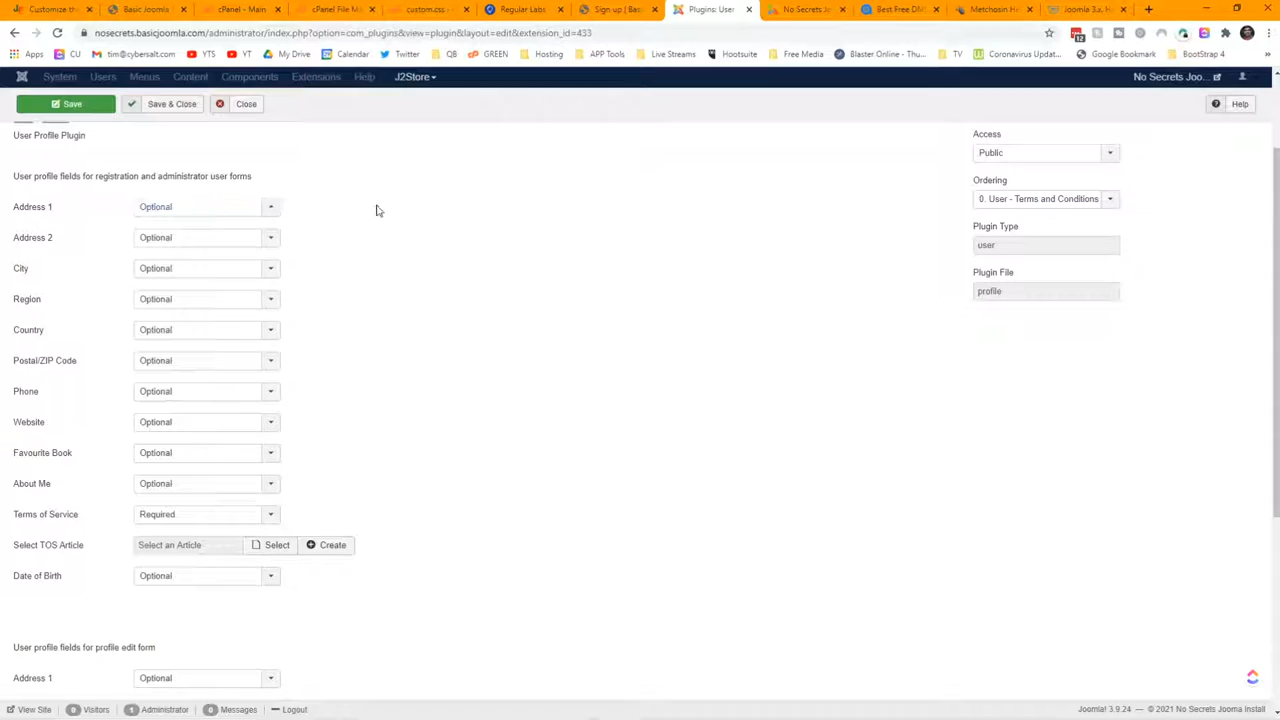 Customize th
Basic Joomla
cPanel - Main
cPanel File M
custom.css -
Regular Labs
Sign up | Bas
Plugins: User
No Secrets Jo
Best Free DM
Metchosin H
Joomla 3.x, H
nosecrets.basicjoomla.com/administrator/index.php?option=com_plugins&view=plugin&layout=edit&extension_id=433
Apps CU tim@cybersalt.com YTS YT My Drive Calendar Twitter QB GREEN Hosting APP Tools Live Streams Hootsuite Free Media Blaster Online - Thu... TV Coronavirus Updat... Google Bookmark BootStrap 4
System Users Menus Content Components Extensions Help J2Store No Secrets Joo...
Save Save & Close Close Help
User Profile Plugin
Access
Public
User profile fields for registration and administrator user forms
Ordering
0. User - Terms and Conditions
Plugin Type
user
Plugin File
profile
Address 1 Optional
Address 2 Optional
City Optional
Region Optional
Country Optional
Postal/ZIP Code Optional
Phone Optional
Website Optional
Favourite Book Optional
About Me Optional
Terms of Service Required
Select TOS Article Select an Article Select Create
Date of Birth Optional
User profile fields for profile edit form
Address 1 Optional
View Site 0 Visitors 1 Administrator 0 Messages Logout
Joomla! 3.9.24 — © 2021 No Secrets Jooma Install